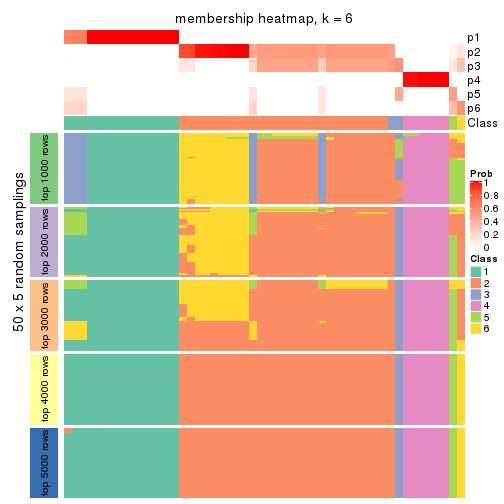 membership heatmap, k = 6
p1
p2
p3
p4
p5
p6
Class
50 x 5 random samplings
top 1000 rows
top 2000 rows
top 3000 rows
top 4000 rows
top 5000 rows
Prob
1
0.8
0.6
0.4
0.2
0
Class
1
2
3
4
5
6